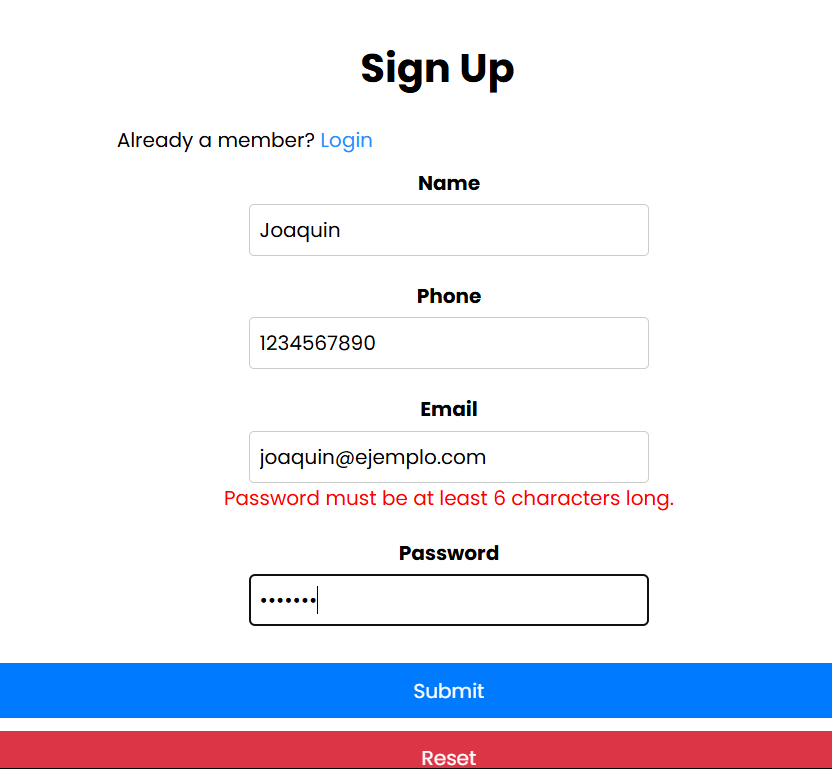 Sign Up
Already a member? Login
Name
Joaquin
Phone
1234567890
Email
joaquin@ejemplo.com
Password must be at least 6 characters long.
Password
•••••••
Submit
Reset